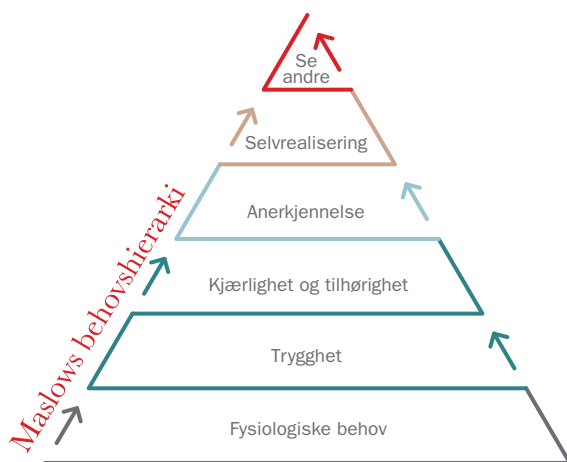 Se
andre
Selvrealisering
Anerkjennelse
Kjærlighet og tilhørighet
Trygghet
Fysiologiske behov
Maslows behovshierarki